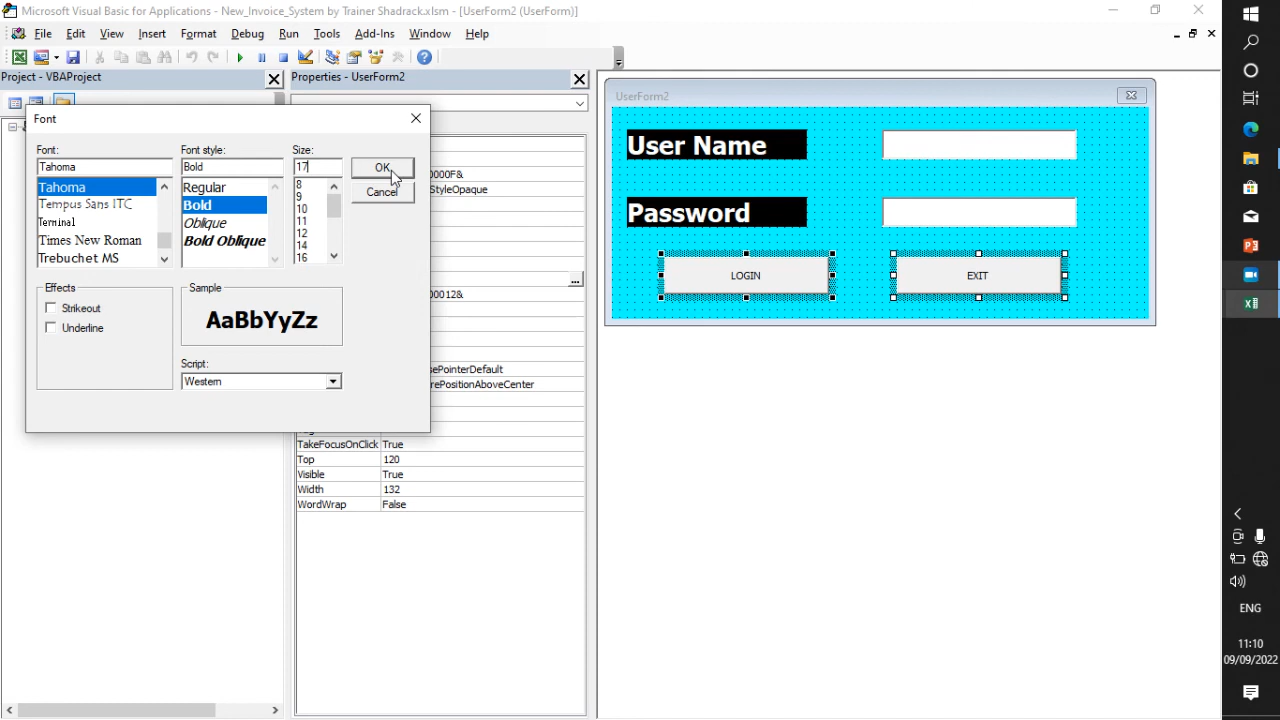 Microsoft Visual Basic for Applications - New_Invoice_System by Trainer Shadrack.xlsm - [UserForm2 (UserForm)]
File Edit View Insert Format Debug Run Tools Add-Ins Window Help
Project - VBAProject
Properties - UserForm2
Font
Font:
Font style:
Size:
Tahoma
Bold
17
OK
Cancel
Tahoma
Tempus Sans ITC
Terminal
Times New Roman
Trebuchet MS
Regular
Bold
Oblique
Bold Oblique
8
9
10
11
12
14
16
Effects
Strikeout
Underline
Sample
AaBbYyZz
Script:
Western
0000F&
StyleOpaque
...
00012&
sePointerDefault
rePositionAboveCenter
TakeFocusOnClick True
Top 120
Visible True
Width 132
WordWrap False
UserForm2
User Name
Password
LOGIN
EXIT
ENG
11:10
09/09/2022